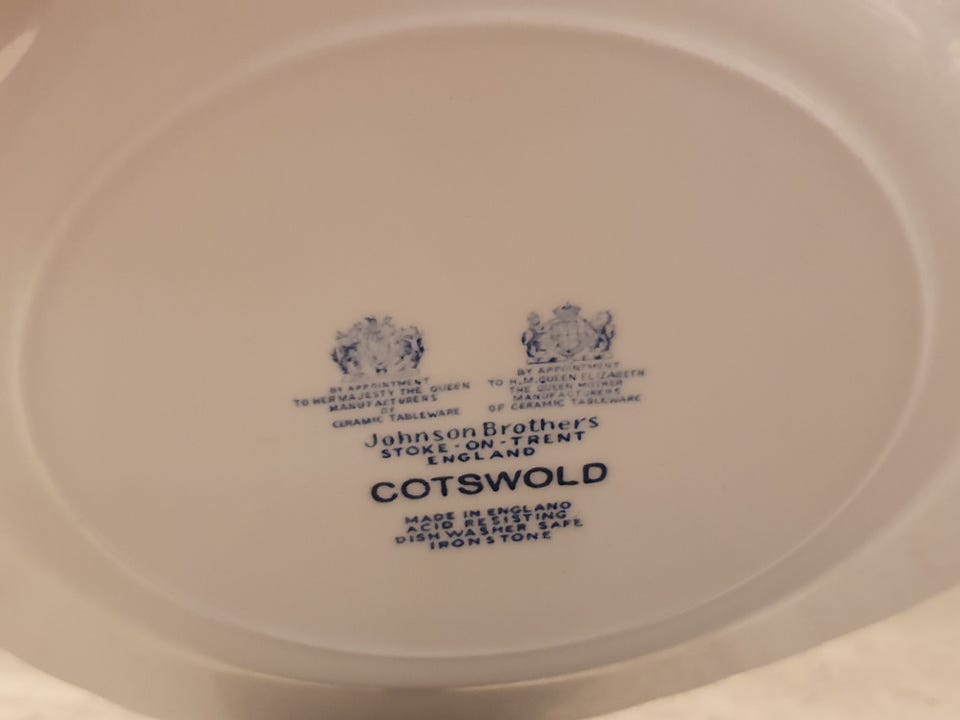 BY APPOINTMENT
TO HER MAJESTY THE QUEEN
MANUFACTURERS
OF
CERAMIC TABLEWARE
BY APPOINTMENT
TO H.M.QUEEN ELIZABETH
THE QUEEN MOTHER
MANUFACTURERS
OF CERAMIC TABLEWARE
Johnson Brothers
STOKE-ON-TRENT
ENGLAND
COTSWOLD
MADE IN ENGLAND
ACID RESISTING
DISH WASHER SAFE
IRONSTONE